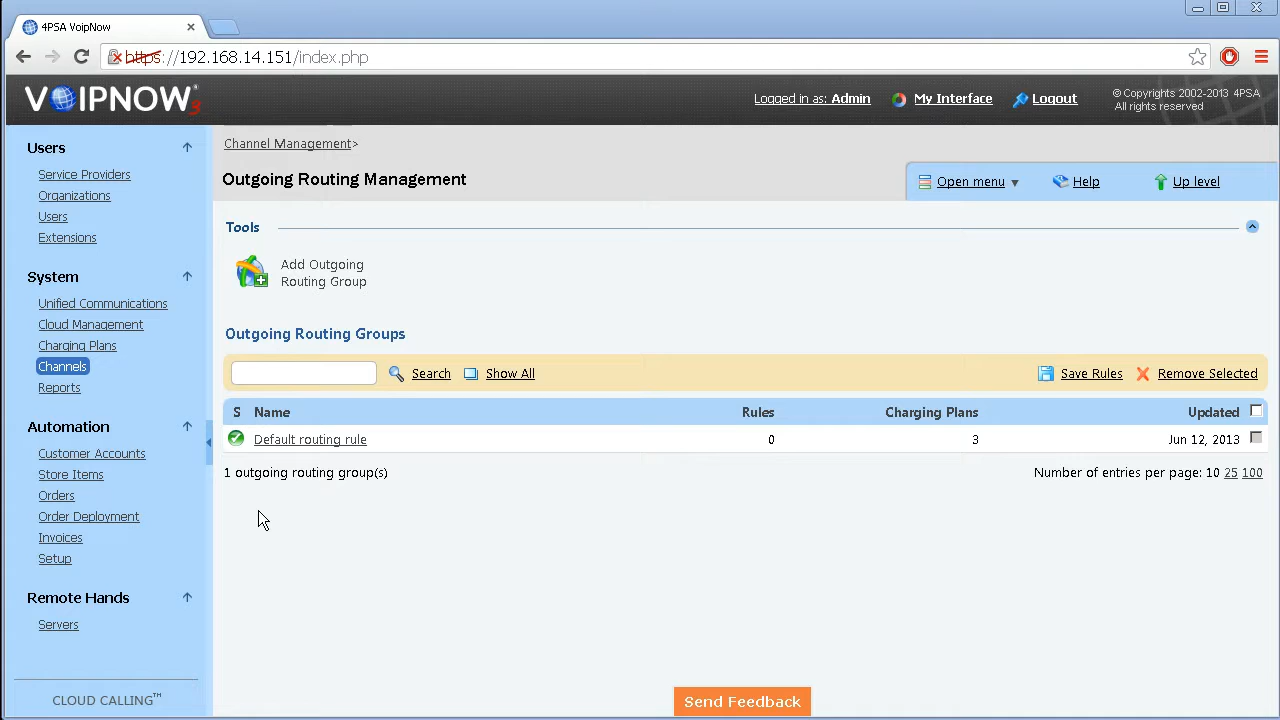 4PSA VoipNow
https://192.168.14.151/index.php
VOIPNOW 3
Logged in as: Admin
My Interface
Logout
© Copyrights 2002-2013 4PSA.
All rights reserved
Users
Service Providers
Organizations
Users
Extensions
System
Unified Communications
Cloud Management
Charging Plans
Channels
Reports
Automation
Customer Accounts
Store Items
Orders
Order Deployment
Invoices
Setup
Remote Hands
Servers
CLOUD CALLING™
Channel Management>
Outgoing Routing Management
Open menu
Help
Up level
Tools
Add Outgoing
Routing Group
Outgoing Routing Groups
Search
Show All
Save Rules
Remove Selected
S Name Rules Charging Plans Updated
Default routing rule 0 3 Jun 12, 2013
1 outgoing routing group(s)
Number of entries per page: 10 25 100
Send Feedback